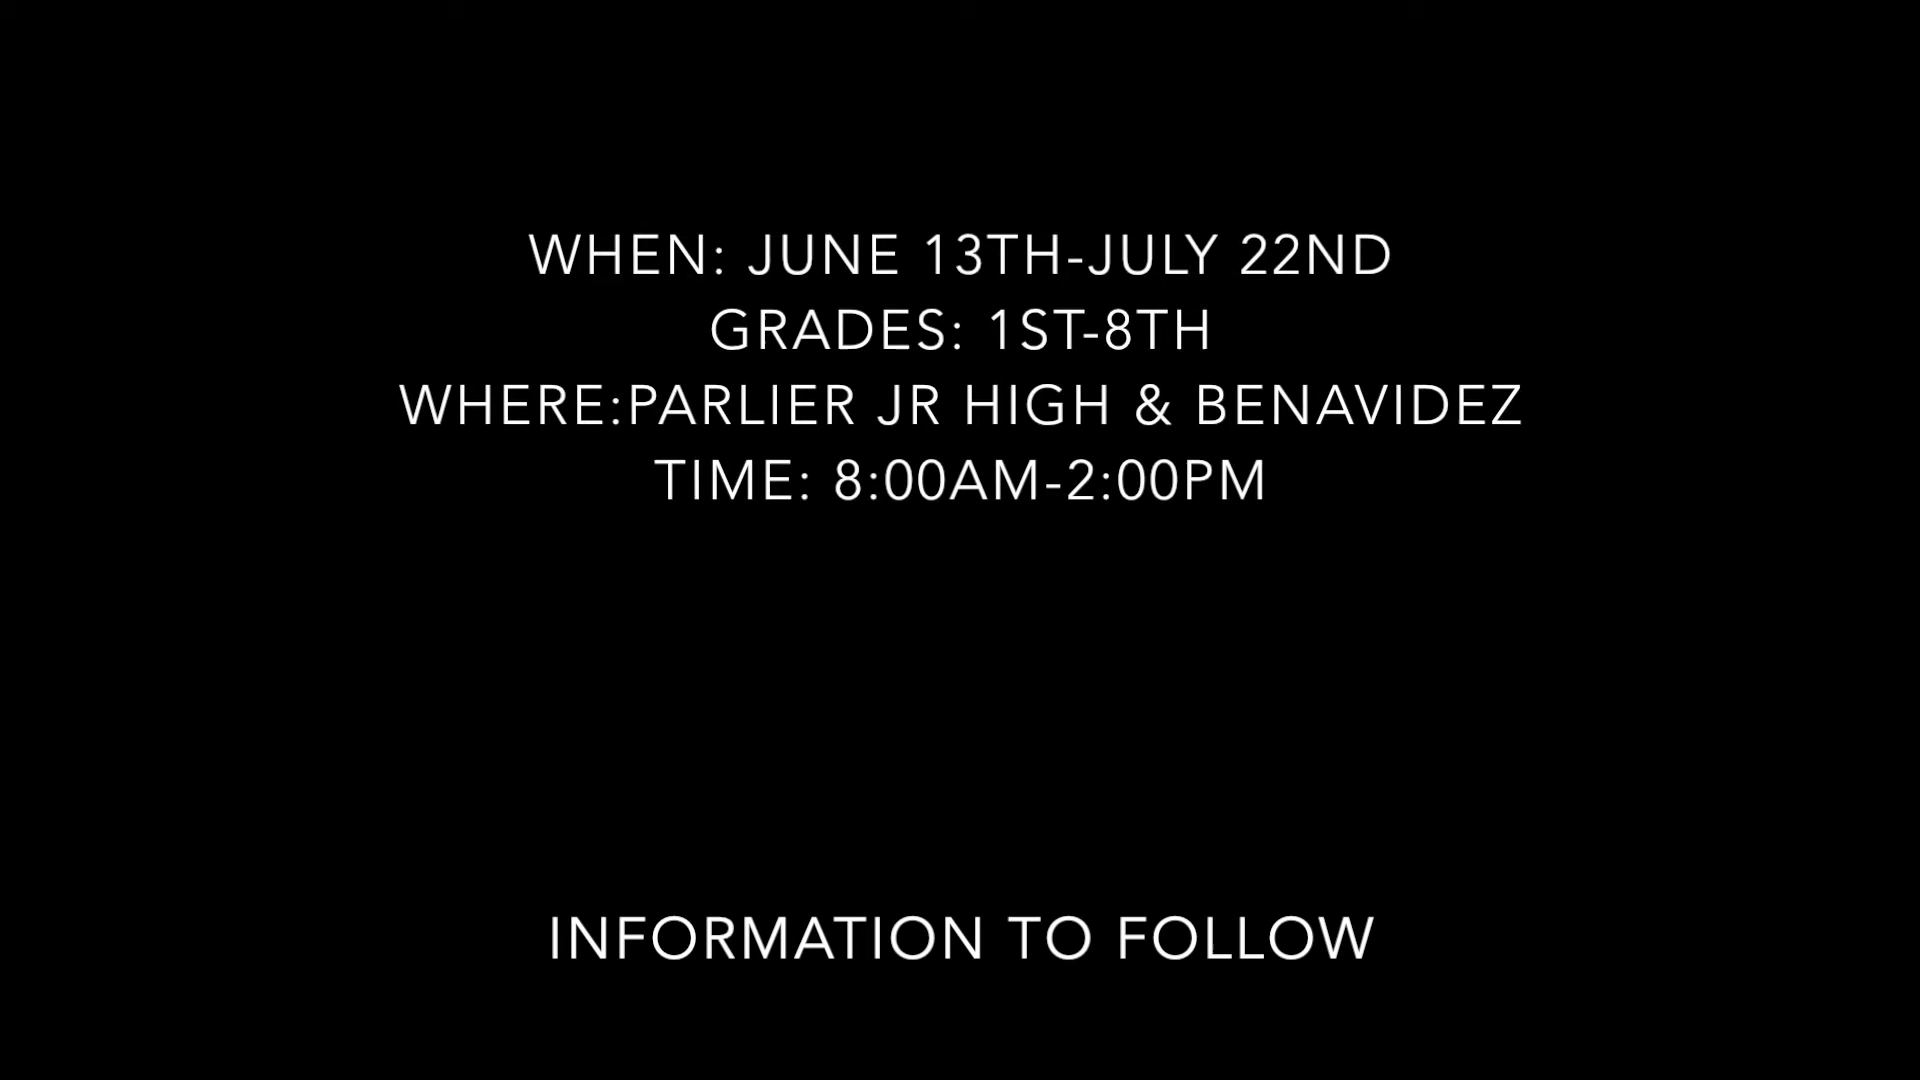 WHEN: JUNE 13TH-JULY 22ND
GRADES: 1ST-8TH
WHERE:PARLIER JR HIGH & BENAVIDEZ
TIME: 8:00AM-2:00PM
INFORMATION TO FOLLOW